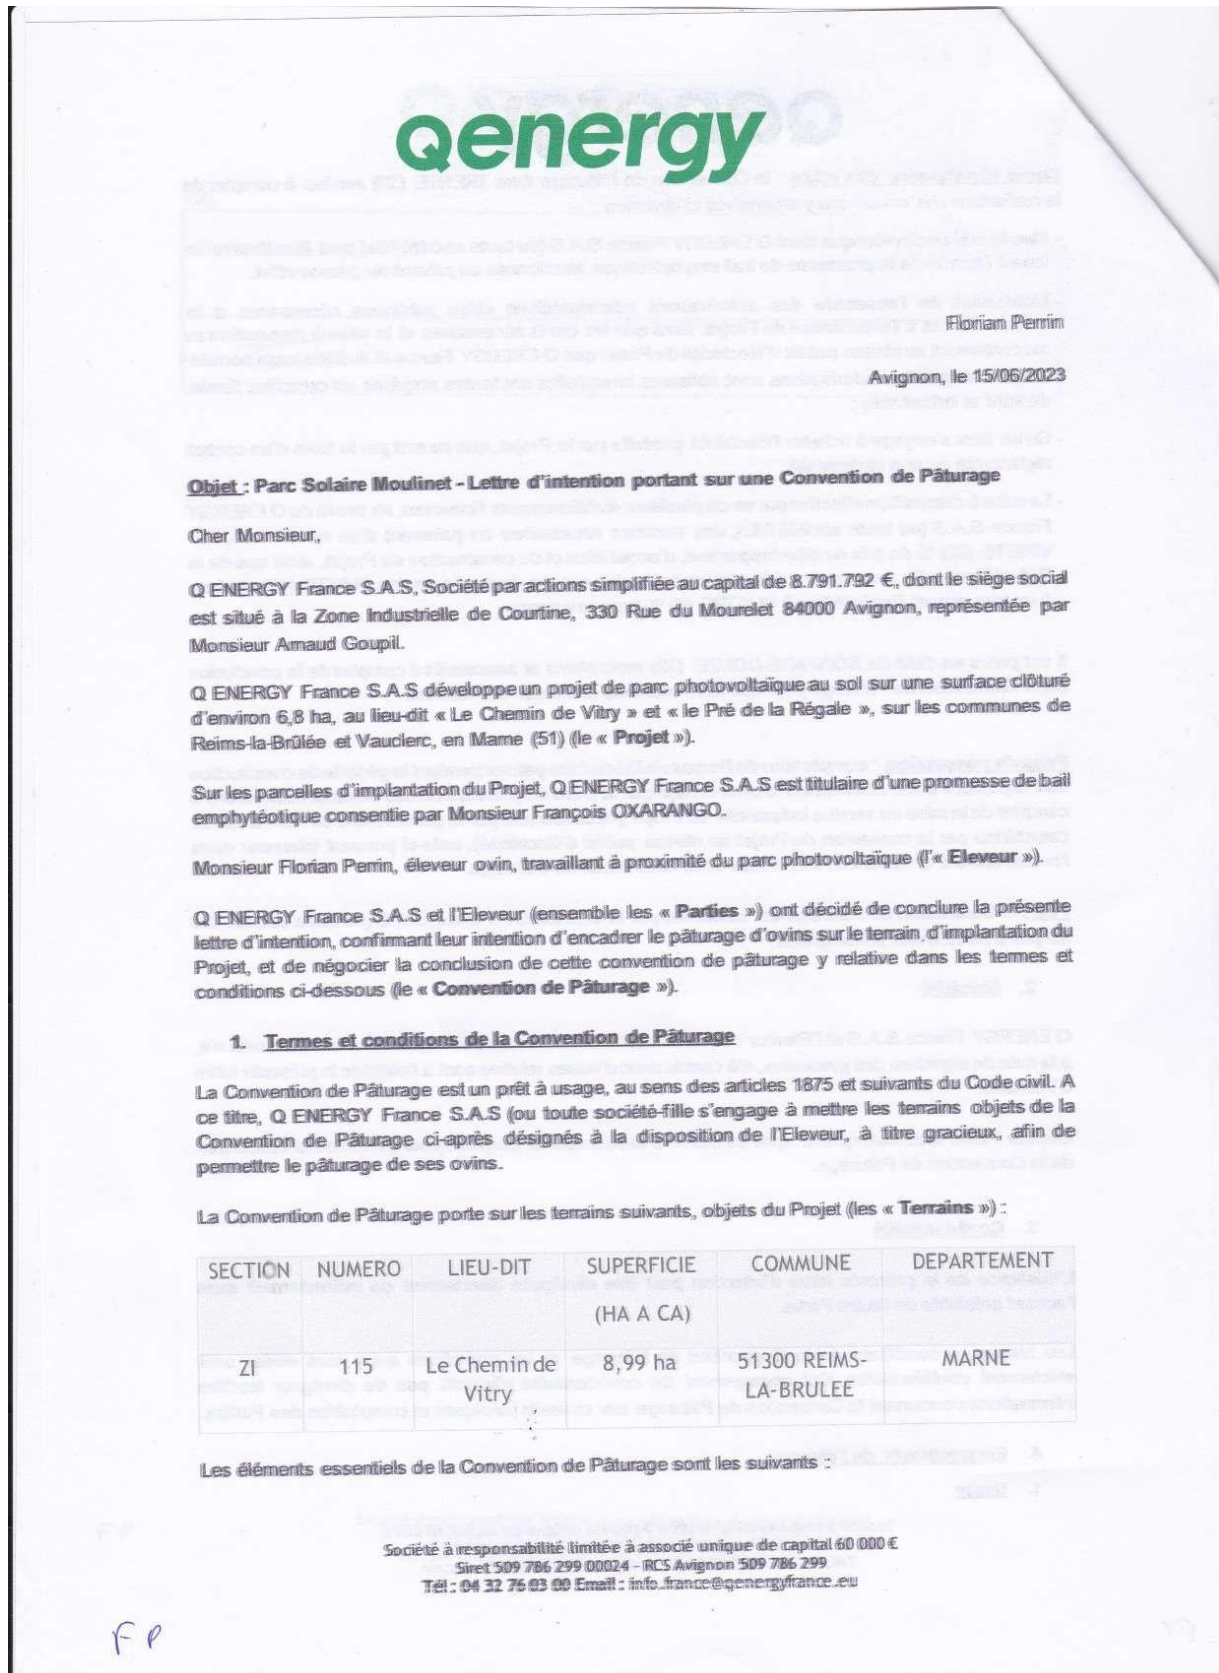 Qenergy
Florian Perrin
Avignon, le 15/06/2023
Objet : Parc Solaire Moulinet - Lettre d'intention portant sur une Convention de Pâturage
Cher Monsieur,
Q ENERGY France S.A.S, Société par actions simplifiée au capital de 8.791.792 €, dont le siège social
est situé à la Zone Industrielle de Courtine, 330 Rue du Mourelet 84000 Avignon, représentée par
Monsieur Arnaud Goupil.
Q ENERGY France S.A.S développe un projet de parc photovoltaïque au sol sur une surface clôturé
d'environ 6,8 ha, au lieu-dit « Le Chemin de Vitry » et « le Pré de la Régale », sur les communes de
Reims-la-Brûlée et Vauclerc, en Marne (51) (le « Projet »).
Sur les parcelles d'implantation du Projet, Q ENERGY France S.A.S est titulaire d'une promesse de bail
emphytéotique consentie par Monsieur François OXARANGO.
Monsieur Florian Perrin, éleveur ovin, travaillant à proximité du parc photovoltaïque (l'« Eleveur »).
Q ENERGY France S.A.S et l'Eleveur (ensemble les « Parties ») ont décidé de conclure la présente
lettre d'intention, confirmant leur intention d'encadrer le pâturage d'ovins sur le terrain d'implantation du
Projet, et de négocier la conclusion de cette convention de pâturage y relative dans les termes et
conditions ci-dessous (le « Convention de Pâturage »).
1. Termes et conditions de la Convention de Pâturage
La Convention de Pâturage est un prêt à usage, au sens des articles 1875 et suivants du Code civil. A
ce titre, Q ENERGY France S.A.S (ou toute société-fille s'engage à mettre les terrains objets de la
Convention de Pâturage ci-après désignés à la disposition de l'Eleveur, à titre gracieux, afin de
permettre le pâturage de ses ovins.
La Convention de Pâturage porte sur les terrains suivants, objets du Projet (les « Terrains ») :
SECTION NUMERO LIEU-DIT SUPERFICIE COMMUNE DEPARTEMENT
(HA A CA)
ZI 115 Le Chemin de 8,99 ha 51300 REIMS- MARNE
Vitry LA-BRULEE
Les éléments essentiels de la Convention de Pâturage sont les suivants :
Société à responsabilité limitée à associé unique de capital 60 000 €
Siret 509 786 299 00024 - RCS Avignon 509 786 299
Tél : 04 32 76 03 00 Email : info.france@qenergyfrance.eu
FP